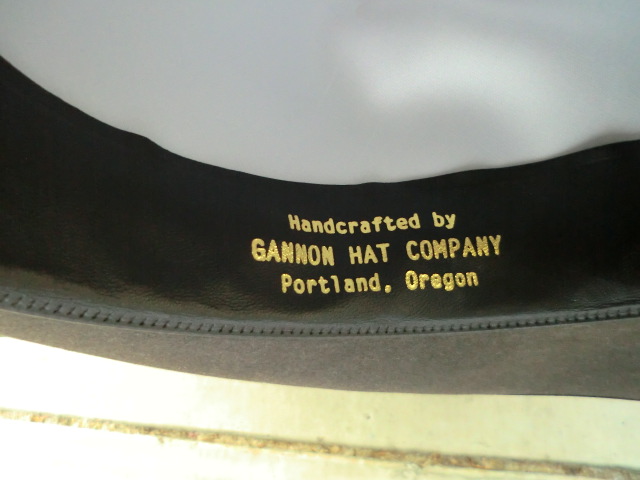 Handcrafted by
GANNON HAT COMPANY
Portland, Oregon